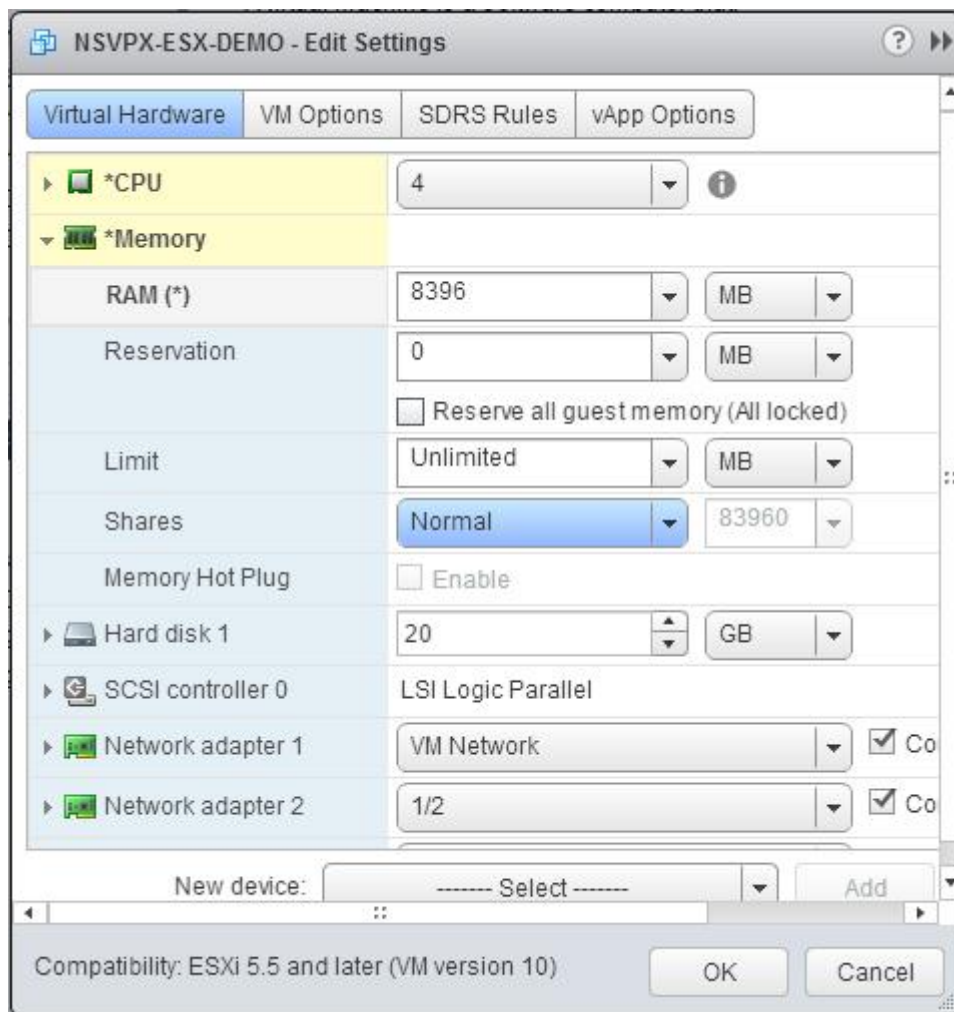 NSVPX-ESX-DEMO - Edit Settings ?
Virtual Hardware VM Options SDRS Rules vApp Options
*CPU 4
*Memory
RAM (*) 8396 MB
Reservation 0 MB
Reserve all guest memory (All locked)
Limit Unlimited MB
Shares Normal 83960
Memory Hot Plug Enable
Hard disk 1 20 GB
SCSI controller 0 LSI Logic Parallel
Network adapter 1 VM Network Co
Network adapter 2 1/2 Co
New device: ------- Select ------- Add
Compatibility: ESXi 5.5 and later (VM version 10) OK Cancel